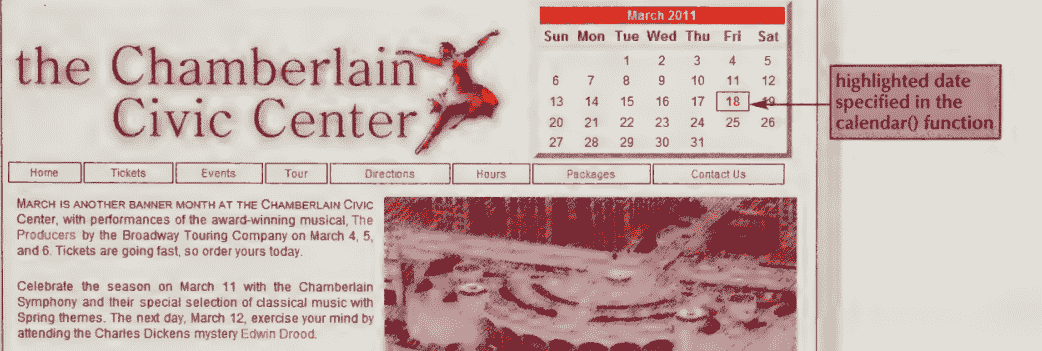 the Chamberlain
Civic Center
March 2011
Sun Mon Tue Wed Thu Fri Sat
1 2 3 4 5
6 7 8 9 10 11 12
13 14 15 16 17 18 19
20 21 22 23 24 25 26
27 28 29 30 31
highlighted date
specified in the
calendar() function
Home Tickets Events Tour Directions Hours Packages Contact Us
MARCH IS ANOTHER BANNER MONTH AT THE CHAMBERLAIN CIVIC
Center, with performances of the award-winning musical, The
Producers by the Broadway Touring Company on March 4, 5,
and 6. Tickets are going fast, so order yours today.
Celebrate the season on March 11 with the Chamberlain
Symphony and their special selection of classical music with
Spring themes. The next day, March 12, exercise your mind by
attending the Charles Dickens mystery Edwin Drood.